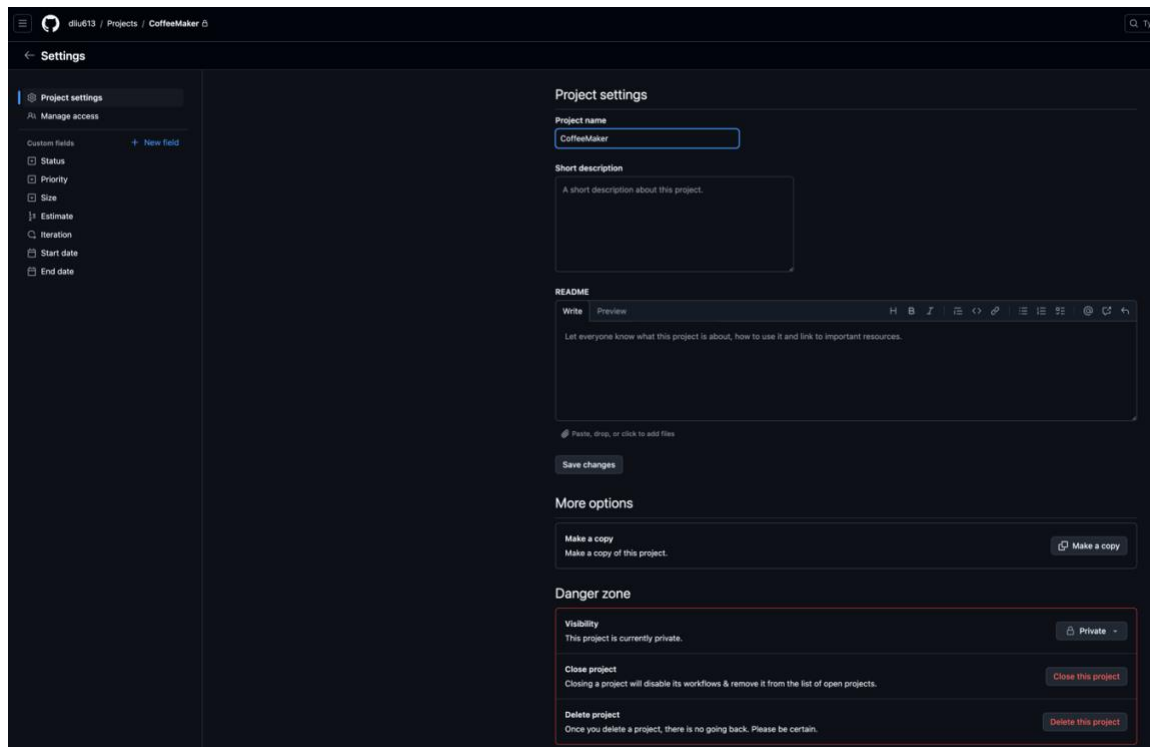 dliu613 / Projects / CoffeeMaker
Ty
Settings
Project settings
Manage access
Custom fields
+ New field
Status
Priority
Size
Estimate
Iteration
Start date
End date
Project settings
Project name
CoffeeMaker
Short description
A short description about this project.
README
Write Preview
Let everyone know what this project is about, how to use it and link to important resources.
Paste, drop, or click to add files
Save changes
More options
Make a copy
Make a copy of this project.
Make a copy
Danger zone
Visibility
This project is currently private.
Private
Close project
Closing a project will disable its workflows & remove it from the list of open projects.
Close this project
Delete project
Once you delete a project, there is no going back. Please be certain.
Delete this project